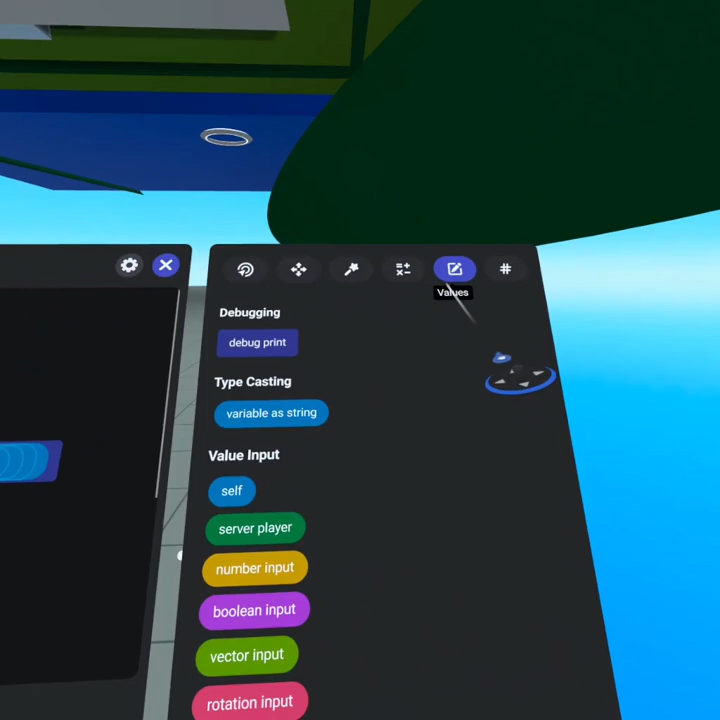 Values
Debugging
debug print
Type Casting
variable as string
Value Input
self
server player
number input
boolean input
vector input
rotation input